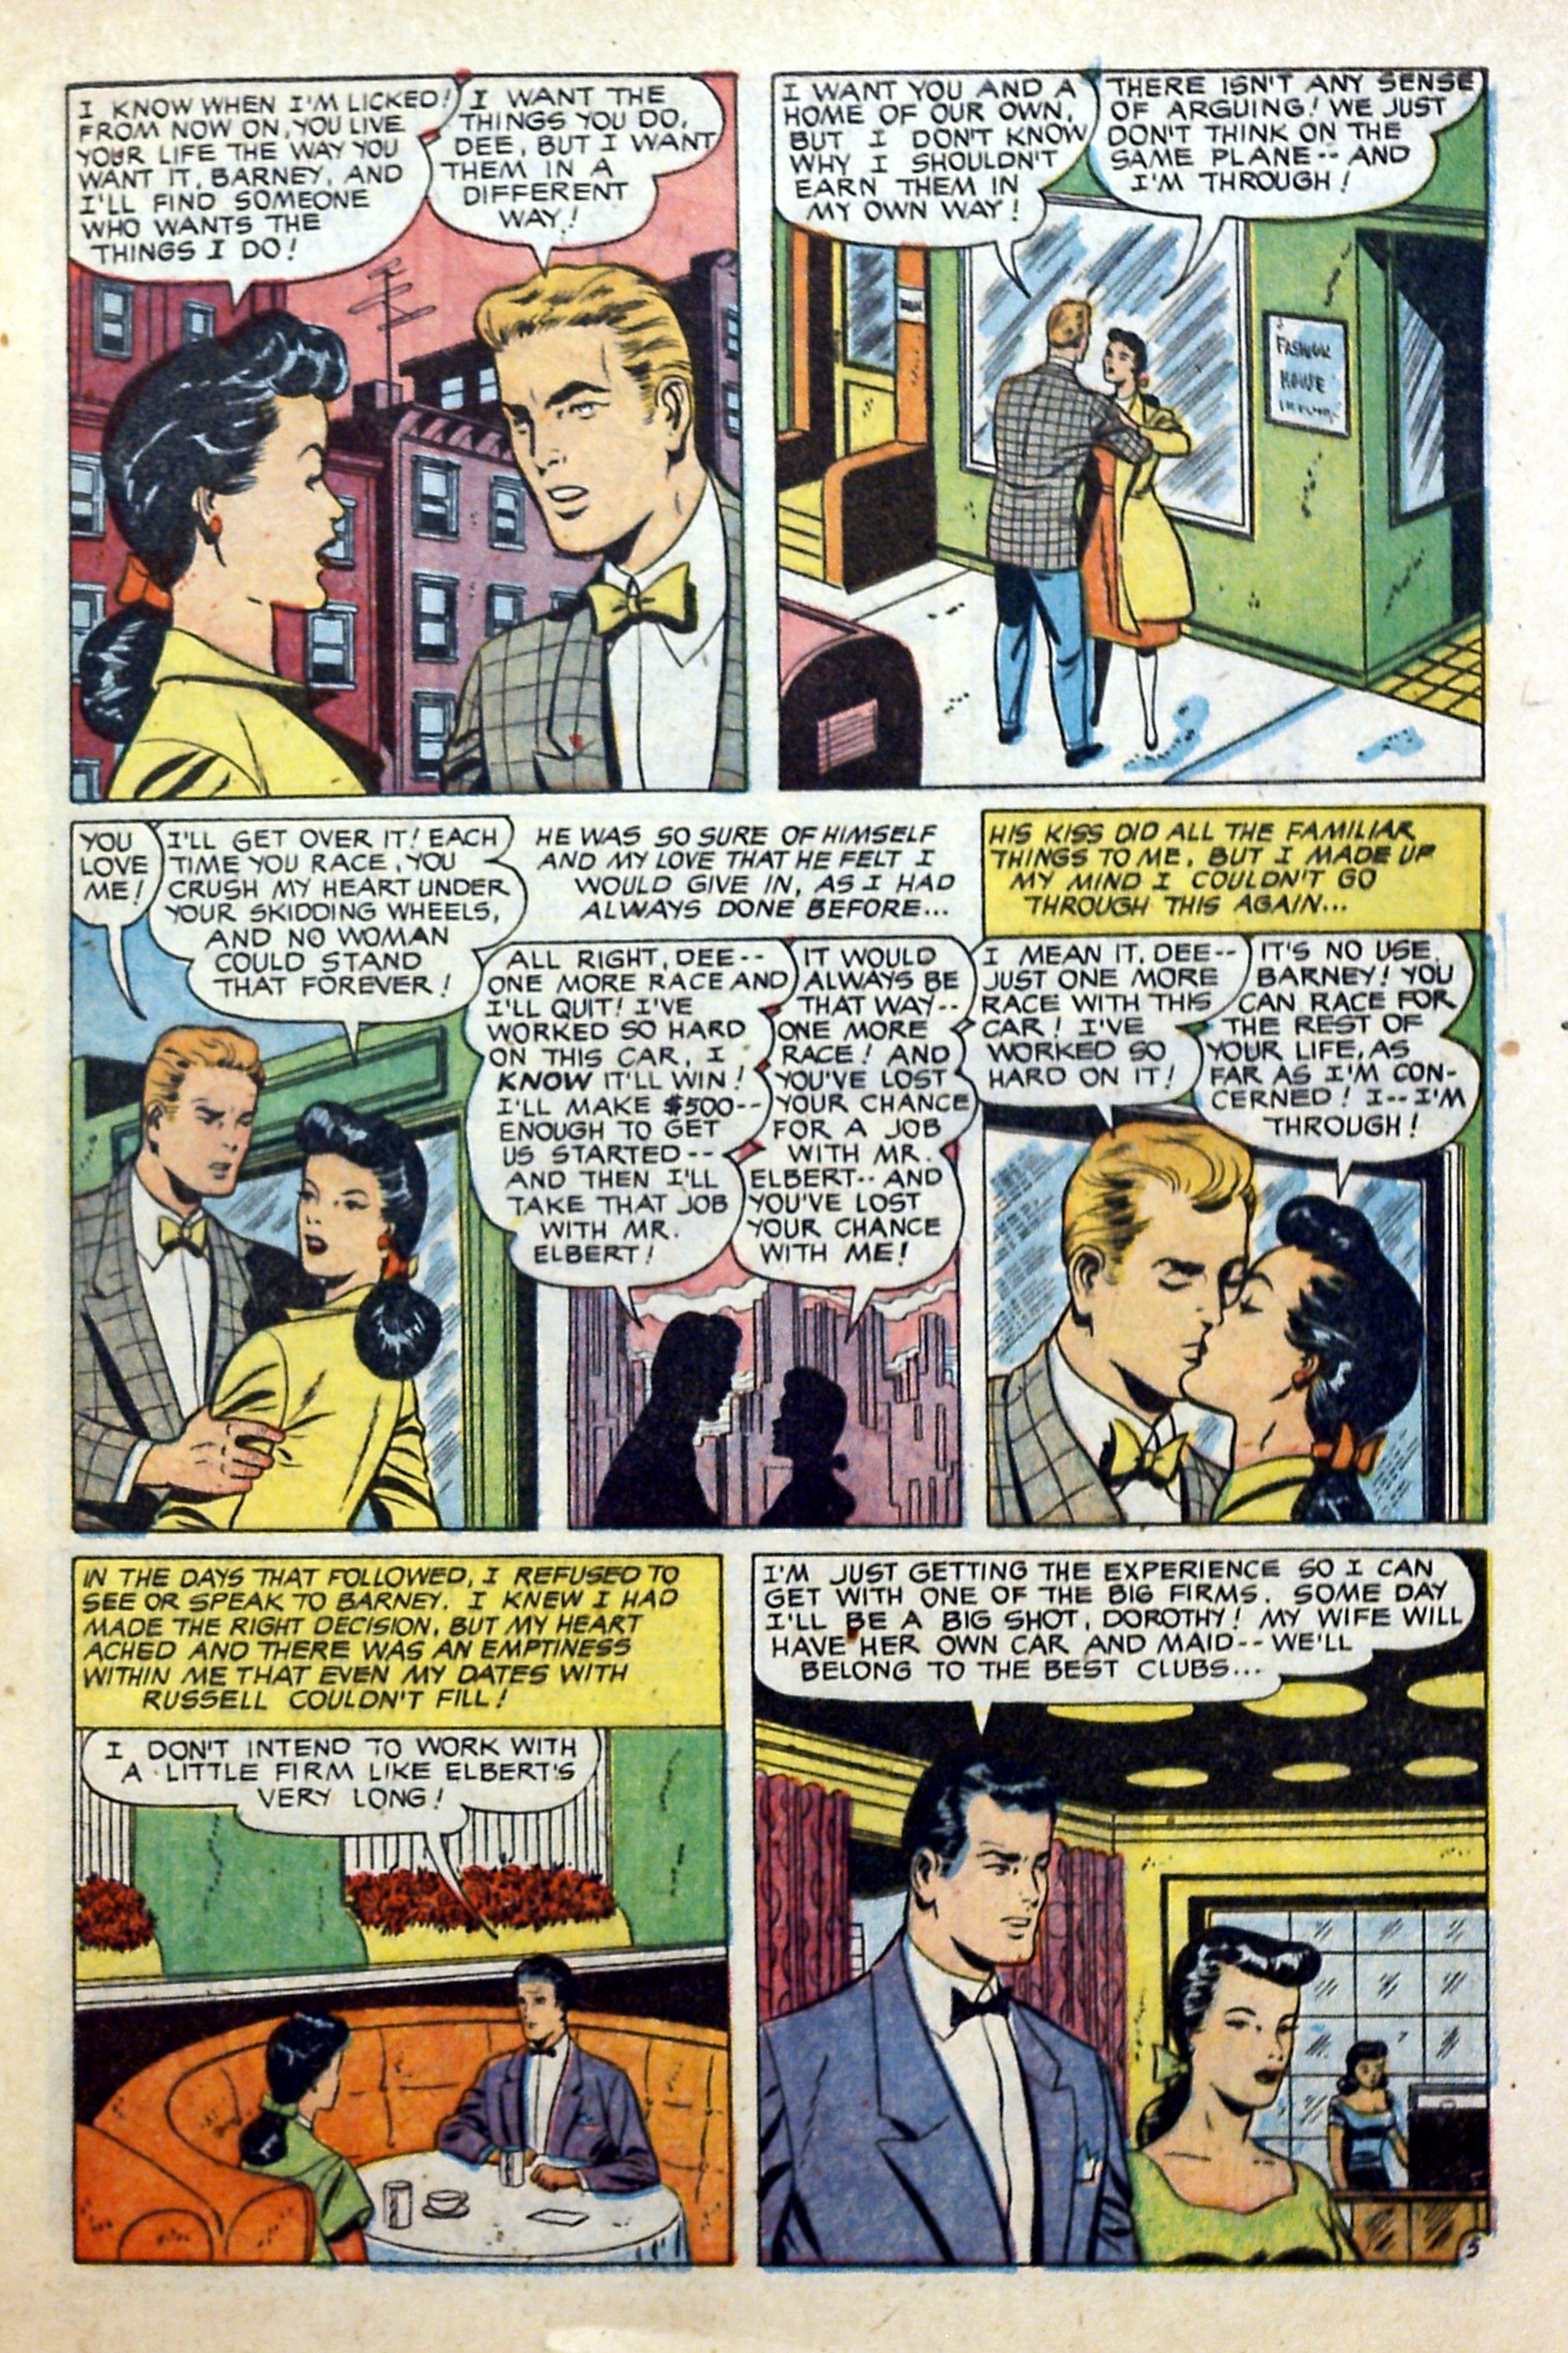 I KNOW WHEN I'M LICKED!
FROM NOW ON, YOU LIVE
YOUR LIFE THE WAY YOU
WANT IT, BARNEY, AND
I'LL FIND SOMEONE
WHO WANTS THE
THINGS I DO!
I WANT THE
THINGS YOU DO,
DEE, BUT I WANT
THEM IN A
DIFFERENT
WAY!
I WANT YOU AND A
HOME OF OUR OWN,
BUT I DON'T KNOW
WHY I SHOULDN'T
EARN THEM IN
MY OWN WAY!
THERE ISN'T ANY SENSE
OF ARGUING! WE JUST
DON'T THINK ON THE
SAME PLANE-- AND
I'M THROUGH!
YOU
LOVE
ME!
I'LL GET OVER IT! EACH
TIME YOU RACE, YOU
CRUSH MY HEART UNDER
YOUR SKIDDING WHEELS,
AND NO WOMAN
COULD STAND
THAT FOREVER!
HE WAS SO SURE OF HIMSELF
AND MY LOVE THAT HE FELT I
WOULD GIVE IN, AS I HAD
ALWAYS DONE BEFORE...
ALL RIGHT, DEE--
ONE MORE RACE AND
I'LL QUIT! I'VE
WORKED SO HARD
ON THIS CAR, I
KNOW IT'LL WIN!
I'LL MAKE $500--
ENOUGH TO GET
US STARTED--
AND THEN I'LL
TAKE THAT JOB
WITH MR.
ELBERT!
IT WOULD
ALWAYS BE
THAT WAY--
ONE MORE
RACE! AND
YOU'VE LOST
YOUR CHANCE
FOR A JOB
WITH MR.
ELBERT-- AND
YOU'VE LOST
YOUR CHANCE
WITH ME!
HIS KISS DID ALL THE FAMILIAR
THINGS TO ME, BUT I MADE UP
MY MIND I COULDN'T GO
THROUGH THIS AGAIN...
I MEAN IT, DEE--
JUST ONE MORE
RACE WITH THIS
CAR! I'VE
WORKED SO
HARD ON IT!
IT'S NO USE,
BARNEY! YOU
CAN RACE FOR
THE REST OF
YOUR LIFE, AS
FAR AS I'M CON-
CERNED! I-- I'M
THROUGH!
IN THE DAYS THAT FOLLOWED, I REFUSED TO
SEE OR SPEAK TO BARNEY. I KNEW I HAD
MADE THE RIGHT DECISION, BUT MY HEART
ACHED AND THERE WAS AN EMPTINESS
WITHIN ME THAT EVEN MY DATES WITH
RUSSELL COULDN'T FILL!
I DON'T INTEND TO WORK WITH
A LITTLE FIRM LIKE ELBERT'S
VERY LONG!
I'M JUST GETTING THE EXPERIENCE SO I CAN
GET WITH ONE OF THE BIG FIRMS. SOME DAY
I'LL BE A BIG SHOT, DOROTHY! MY WIFE WILL
HAVE HER OWN CAR AND MAID-- WE'LL
BELONG TO THE BEST CLUBS...
5